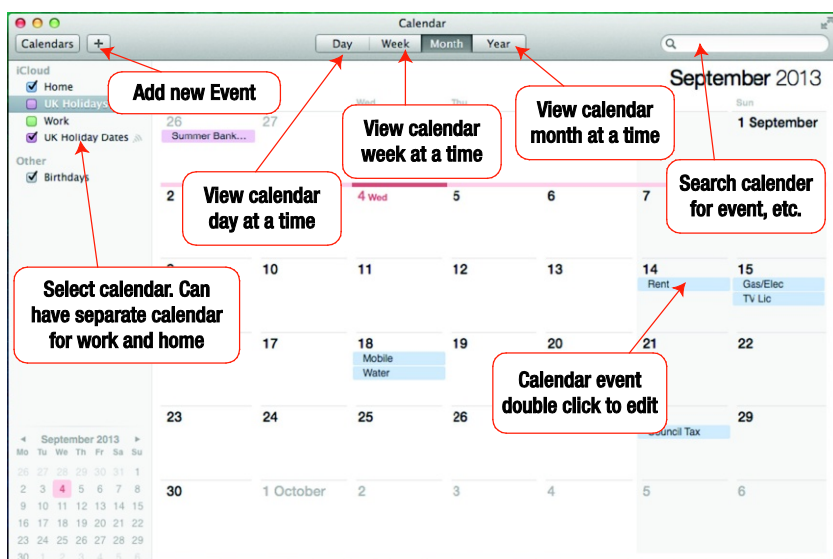 Calendar
Calendars +
Day Week Month Year
iCloud
Home
UK Holidays
Work
UK Holiday Dates
Other
Birthdays
Add new Event
View calendar
day at a time
View calendar
week at a time
View calendar
month at a time
Search calender
for event, etc.
Select calendar. Can
have separate calendar
for work and home
Calendar event
double click to edit
September 2013
Wed Thu Sun
26 27 1 September
Summer Bank...
2 4 Wed 5 6 7
10 11 12 13 14 15
Rent Gas/Elec
TV Lic
17 18 19 20 21 22
Mobile
Water
23 24 25 26 29
Council Tax
30 1 October 2 3 4 5 6
September 2013
Mo Tu We Th Fr Sa Su
26 27 28 29 30 31 1
2 3 4 5 6 7 8
9 10 11 12 13 14 15
16 17 18 19 20 21 22
23 24 25 26 27 28 29
30 1 2 3 4 5 6